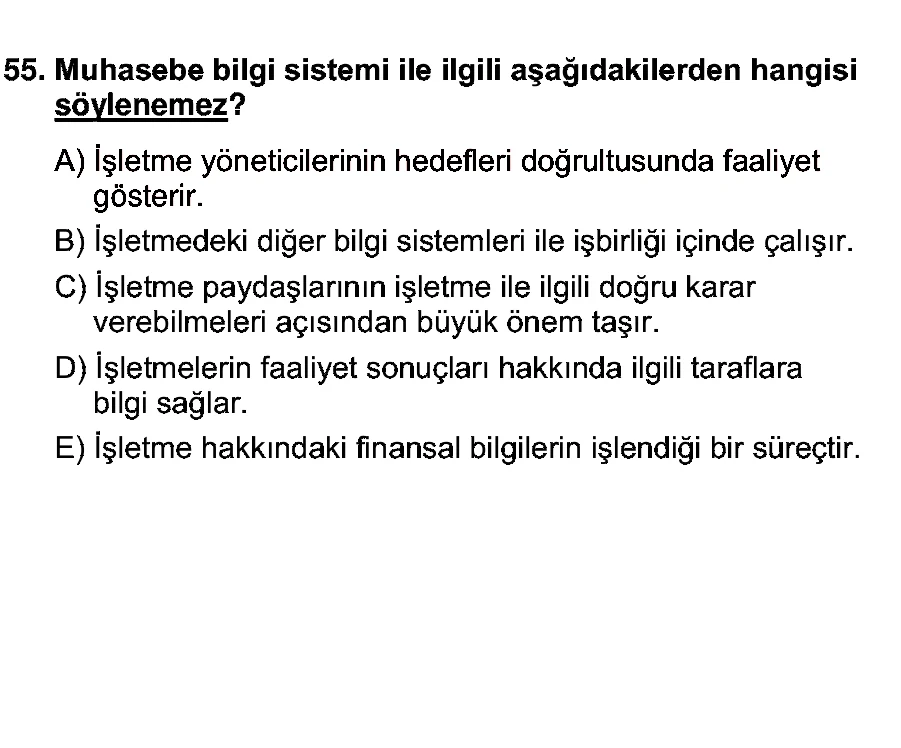 55. Muhasebe bilgi sistemi ile ilgili aşağıdakilerden hangisi
söylenemez?
A) İşletme yöneticilerinin hedefleri doğrultusunda faaliyet
gösterir.
B) İşletmedeki diğer bilgi sistemleri ile işbirliği içinde çalışır.
C) İşletme paydaşlarının işletme ile ilgili doğru karar
verebilmeleri açısından büyük önem taşır.
D) İşletmelerin faaliyet sonuçları hakkında ilgili taraflara
bilgi sağlar.
E) İşletme hakkındaki finansal bilgilerin işlendiği bir süreçtir.